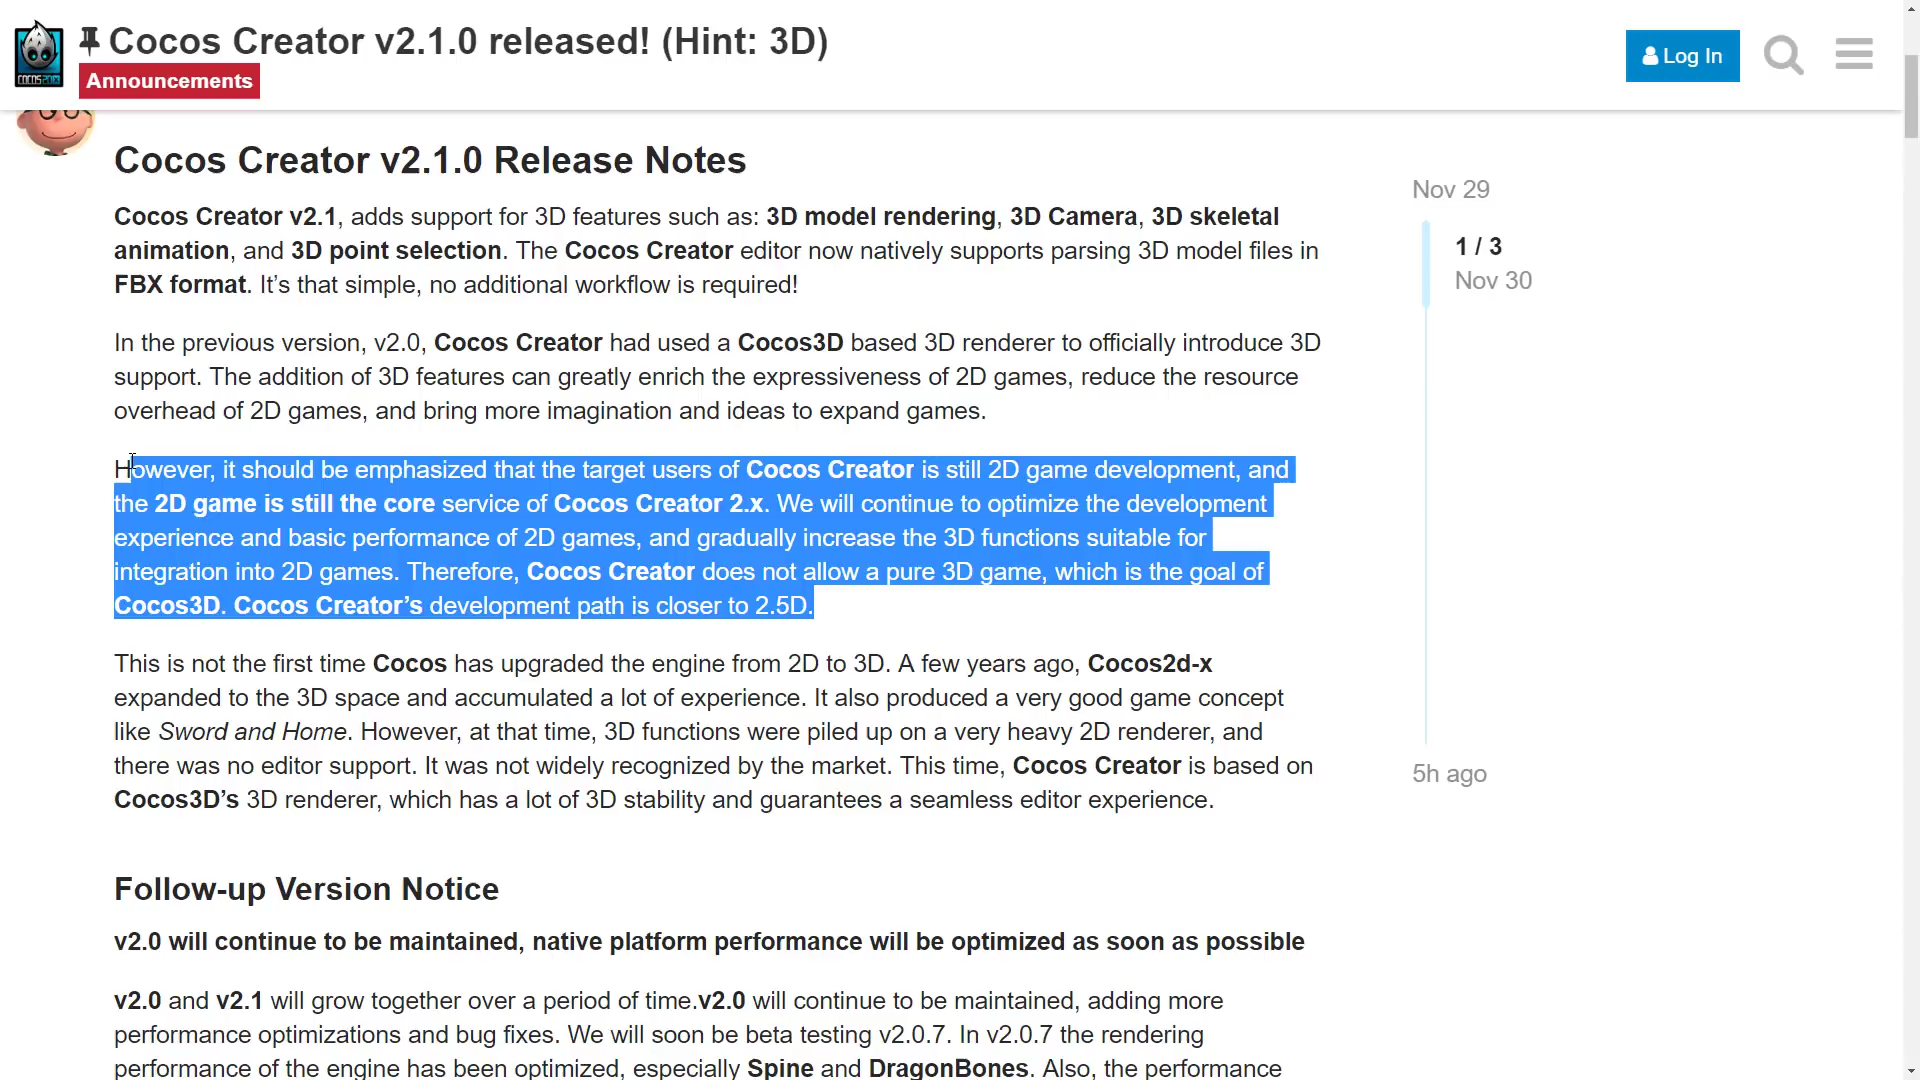 Cocos Creator v2.1.0 released! (Hint: 3D)
Announcements
Log In
COCOS2DX
Cocos Creator v2.1.0 Release Notes
Cocos Creator v2.1, adds support for 3D features such as: 3D model rendering, 3D Camera, 3D skeletal
animation, and 3D point selection. The Cocos Creator editor now natively supports parsing 3D model files in
FBX format. It’s that simple, no additional workflow is required!
In the previous version, v2.0, Cocos Creator had used a Cocos3D based 3D renderer to officially introduce 3D
support. The addition of 3D features can greatly enrich the expressiveness of 2D games, reduce the resource
overhead of 2D games, and bring more imagination and ideas to expand games.
However, it should be emphasized that the target users of Cocos Creator is still 2D game development, and
the 2D game is still the core service of Cocos Creator 2.x. We will continue to optimize the development
experience and basic performance of 2D games, and gradually increase the 3D functions suitable for
integration into 2D games. Therefore, Cocos Creator does not allow a pure 3D game, which is the goal of
Cocos3D. Cocos Creator’s development path is closer to 2.5D.
This is not the first time Cocos has upgraded the engine from 2D to 3D. A few years ago, Cocos2d-x
expanded to the 3D space and accumulated a lot of experience. It also produced a very good game concept
like Sword and Home. However, at that time, 3D functions were piled up on a very heavy 2D renderer, and
there was no editor support. It was not widely recognized by the market. This time, Cocos Creator is based on
Cocos3D’s 3D renderer, which has a lot of 3D stability and guarantees a seamless editor experience.
Follow-up Version Notice
v2.0 will continue to be maintained, native platform performance will be optimized as soon as possible
v2.0 and v2.1 will grow together over a period of time.v2.0 will continue to be maintained, adding more
performance optimizations and bug fixes. We will soon be beta testing v2.0.7. In v2.0.7 the rendering
performance of the engine has been optimized, especially Spine and DragonBones. Also, the performance
Nov 29
1 / 3
Nov 30
5h ago